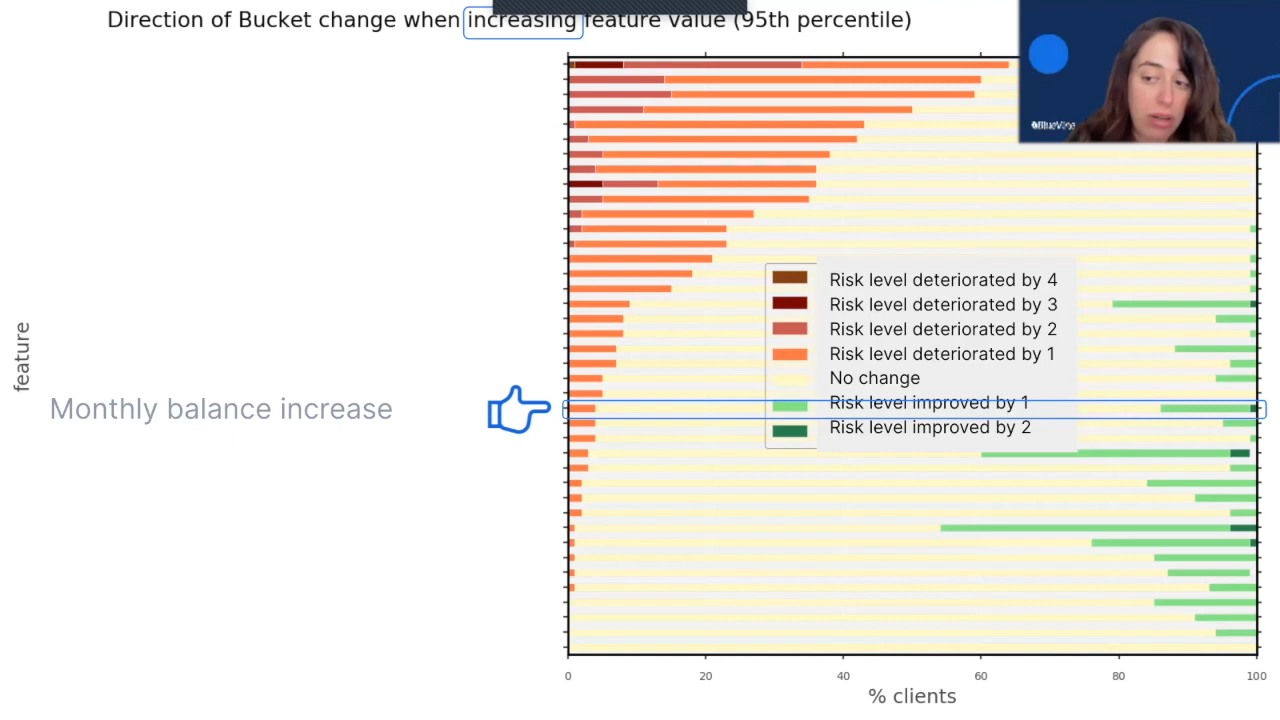 Direction of Bucket change when increasing feature value (95th percentile)
BlueVine
Risk level deteriorated by 4
Risk level deteriorated by 3
Risk level deteriorated by 2
Risk level deteriorated by 1
No change
Risk level improved by 1
Risk level improved by 2
feature
Monthly balance increase
0 20 40 60 80 100
% clients